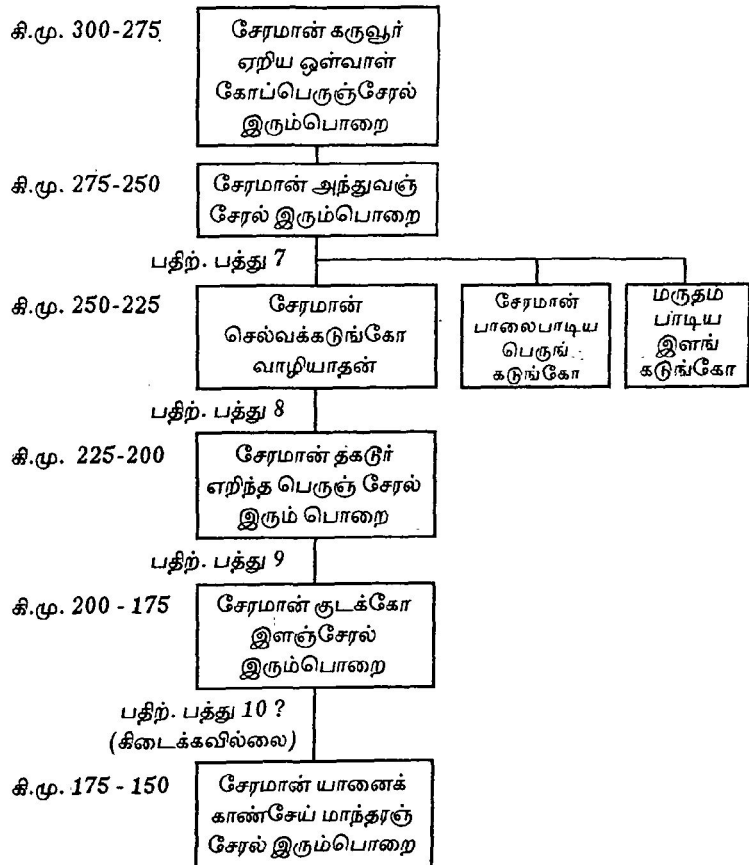 கி.மு. 300-275
சேரமான் கருவூர்
ஏறிய ஒள்வாள்
கோப்பெருஞ்சேரல்
இரும்பொறை
கி.மு. 275-250
சேரமான் அந்துவஞ்
சேரல் இரும்பொறை
பதிற். பத்து 7
கி.மு. 250-225
சேரமான்
செல்வக்கடுங்கோ
வாழியாதன்
சேரமான்
பாலைபாடிய
பெருங்
கடுங்கோ
மருதம்
பாடிய
இளங்
கடுங்கோ
பதிற். பத்து 8
கி.மு. 225-200
சேரமான் தகடூர்
எறிந்த பெருஞ் சேரல்
இரும் பொறை
பதிற். பத்து 9
கி.மு. 200 - 175
சேரமான் குடக்கோ
இளஞ்சேரல்
இரும்பொறை
பதிற். பத்து 10 ?
(கிடைக்கவில்லை)
கி.மு. 175 - 150
சேரமான் யானைக்
காண்சேய் மாந்தரஞ்
சேரல் இரும்பொறை